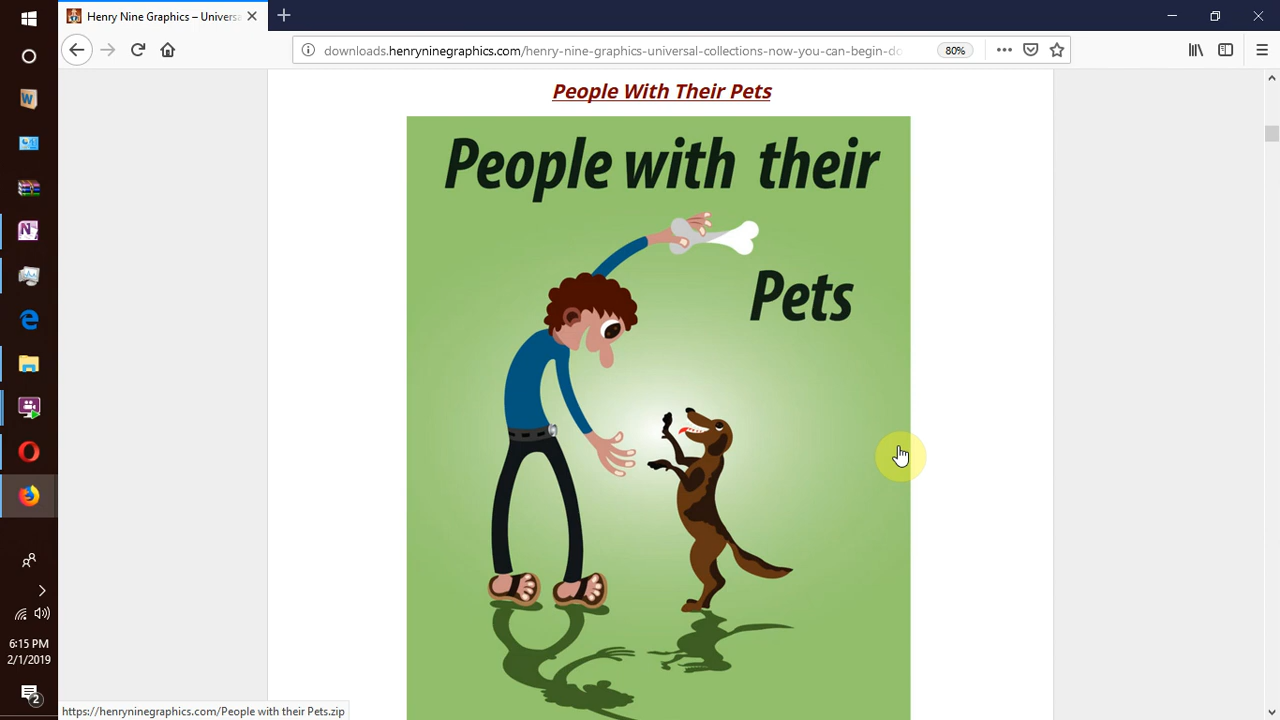 Henry Nine Graphics – Univers
downloads.henryninegraphics.com/henry-nine-graphics-universal-collections-now-you-can-begin-do
80%
People With Their Pets
People with their
Pets
6:15 PM
2/1/2019
2
https://henryninegraphics.com/People with their Pets.zip